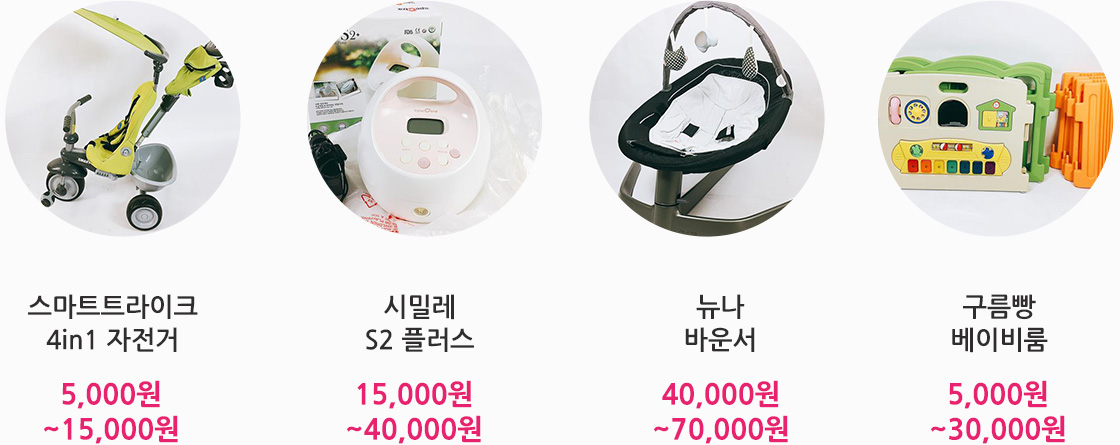 spectra
S2+
스마트트라이크
4in1 자전거
5,000원
~15,000원
시밀레
S2 플러스
15,000원
~40,000원
뉴나
바운서
40,000원
~70,000원
구름빵
베이비룸
5,000원
~30,000원